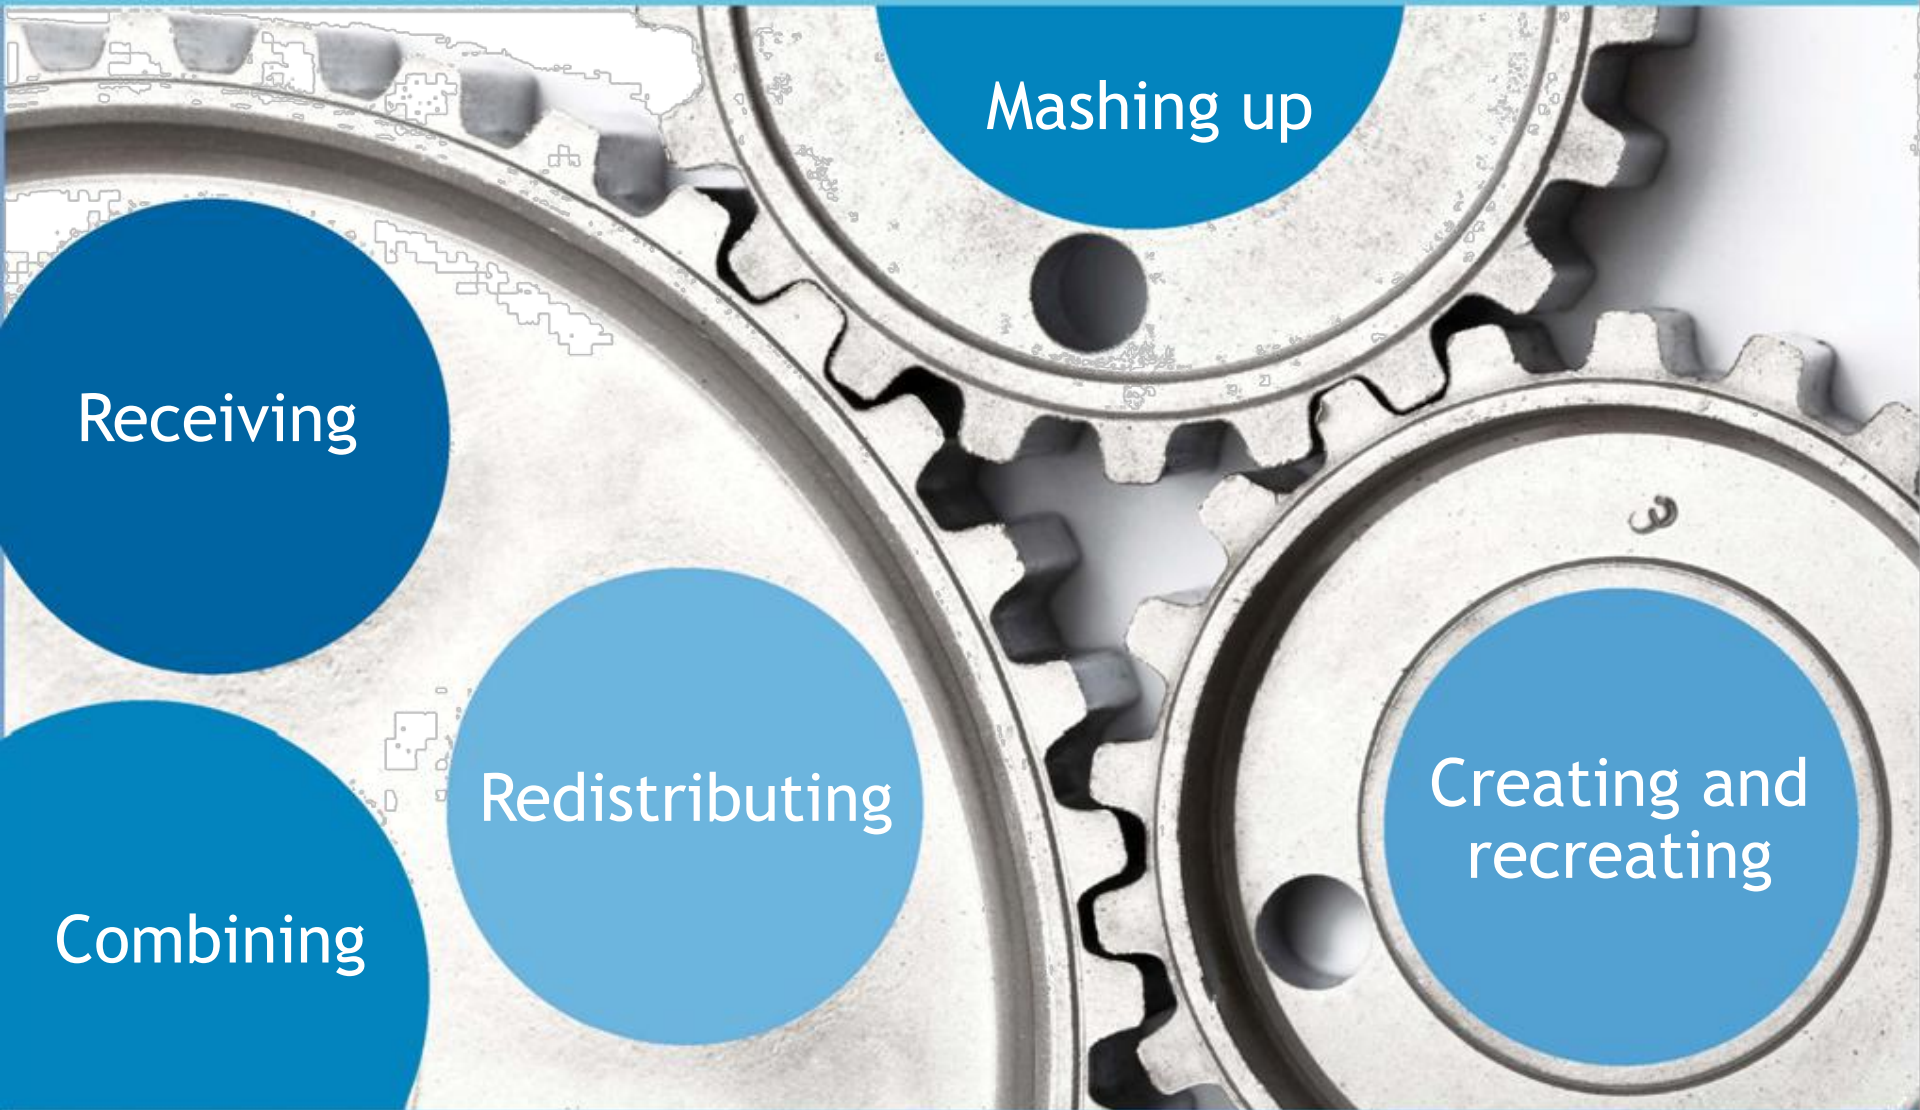 Mashing up
Receiving
Redistributing
Creating and
recreating
Combining